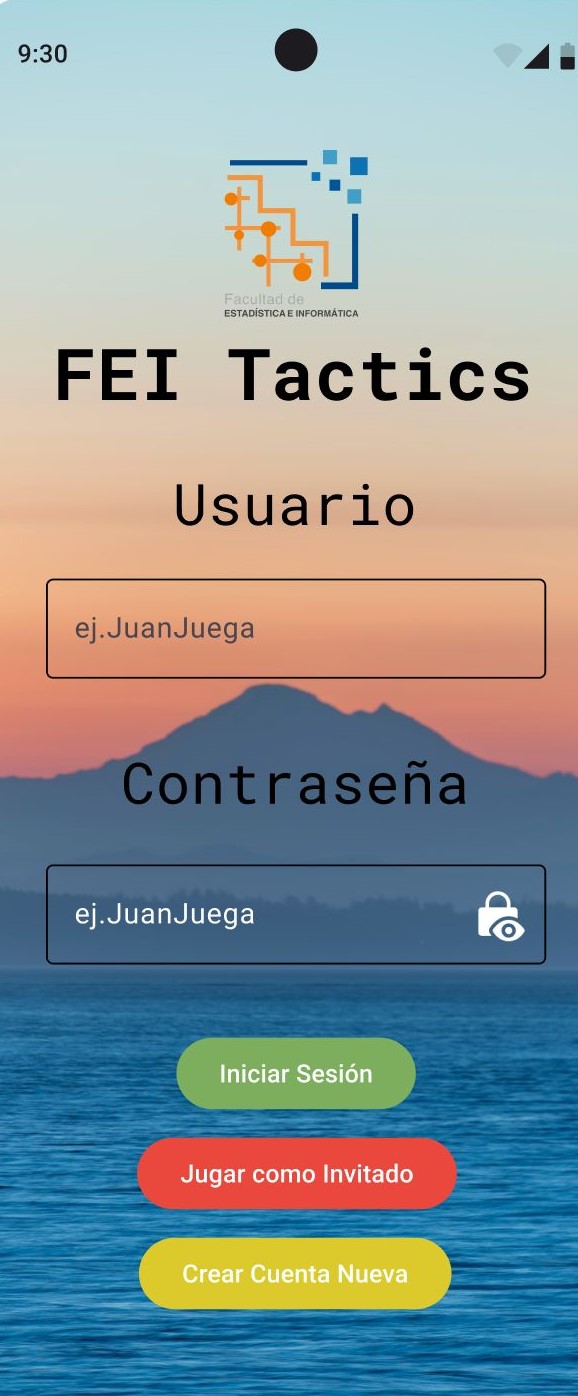 9:30
Facultad de
ESTADÍSTICA E INFORMÁTICA
FEI Tactics
Usuario
ej.JuanJuega
Contraseña
ej.JuanJuega
Iniciar Sesión
Jugar como Invitado
Crear Cuenta Nueva